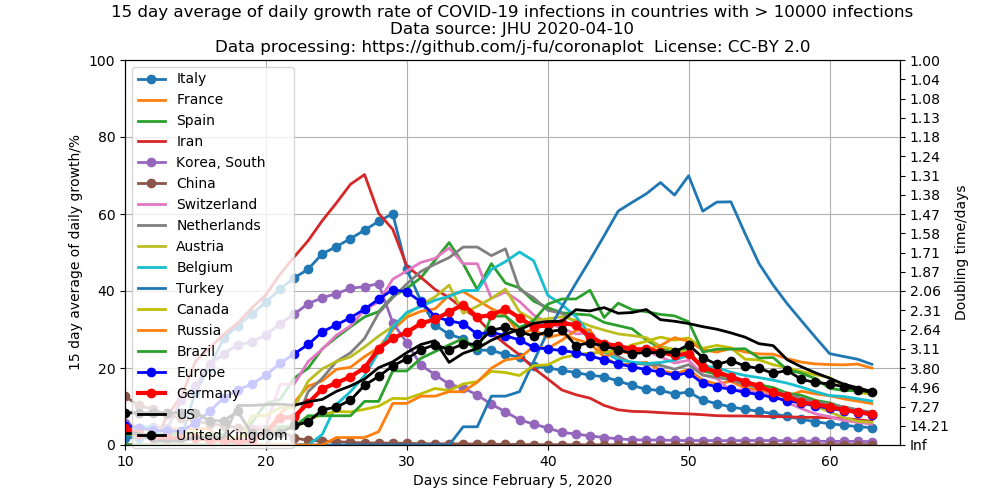 15 day average of daily growth rate of COVID-19 infections in countries with > 10000 infections
Data source: JHU 2020-04-10
Data processing: https://github.com/j-fu/coronaplot License: CC-BY 2.0
15 day average of daily growth/%
100
80
60
40
20
0
Italy
France
Spain
Iran
Korea, South
China
Switzerland
Netherlands
Austria
Belgium
Turkey
Canada
Russia
Brazil
Europe
Germany
US
United Kingdom
1.00
1.04
1.08
1.13
1.18
1.24
1.31
1.38
1.47
1.58
1.71
1.87
2.06
2.31
2.64
3.11
3.80
4.96
7.27
14.21
Inf
Doubling time/days
10
20
30
40
50
60
Days since February 5, 2020